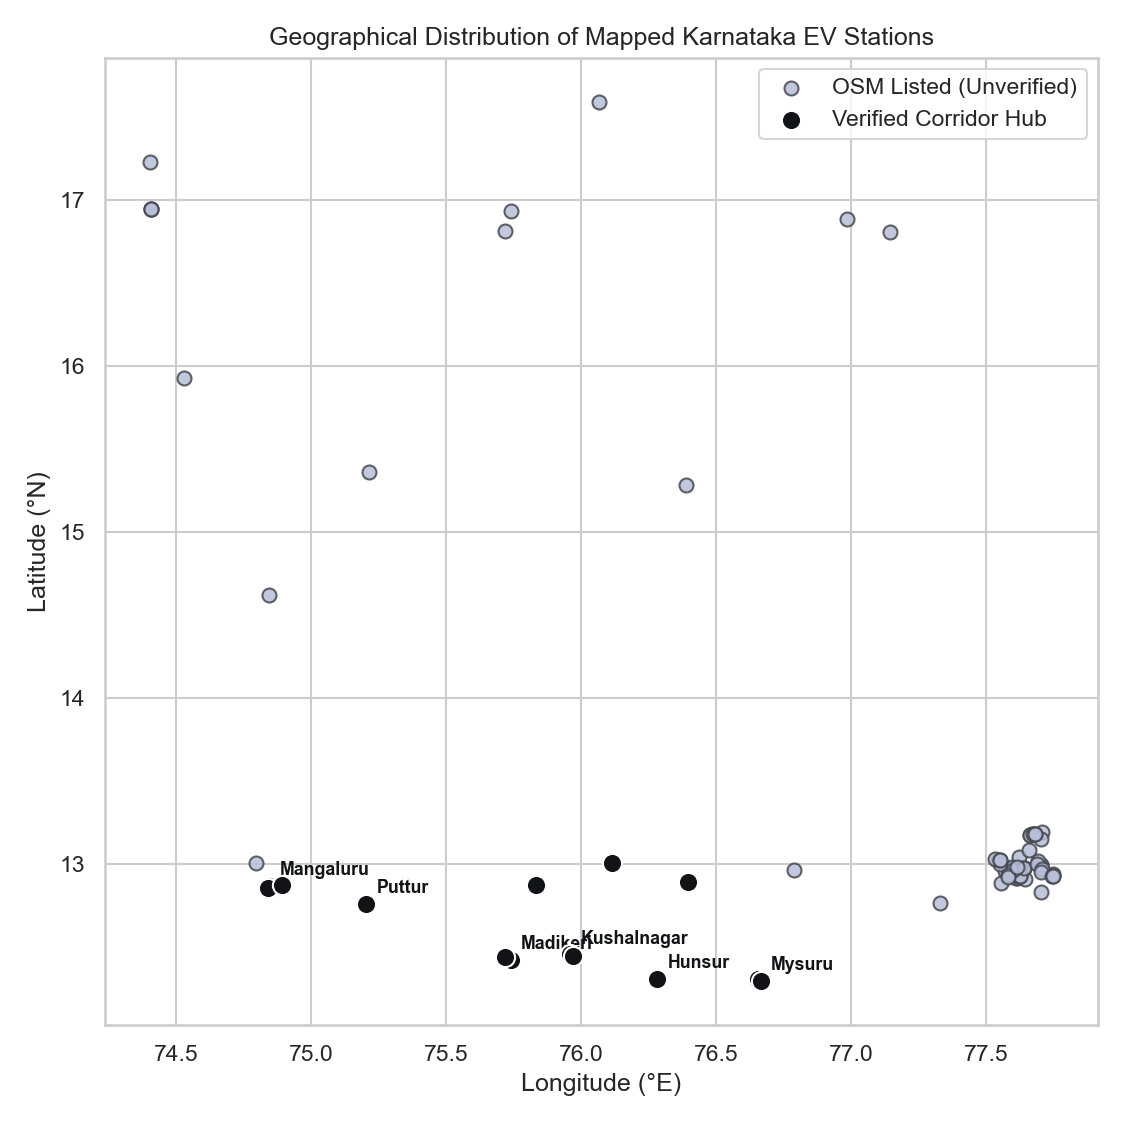 Geographical Distribution of Mapped Karnataka EV Stations
OSM Listed (Unverified)
Verified Corridor Hub
17
16
15
14
13
Latitude (°N)
Mangaluru
Puttur
Madikeri
Kushalnagar
Hunsur
Mysuru
74.5 75.0 75.5 76.0 76.5 77.0 77.5
Longitude (°E)